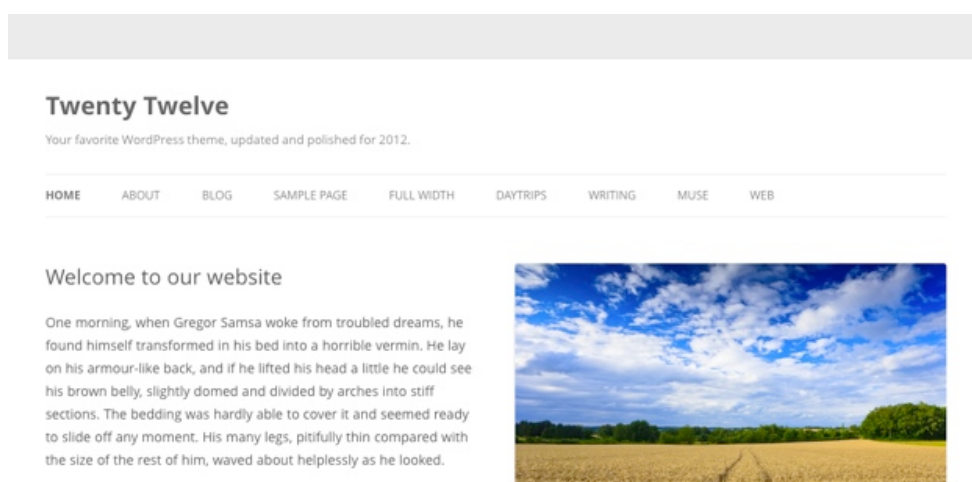 Twenty Twelve
Your favorite WordPress theme, updated and polished for 2012.
HOME ABOUT BLOG SAMPLE PAGE FULL WIDTH DAYTRIPS WRITING MUSE WEB
Welcome to our website
One morning, when Gregor Samsa woke from troubled dreams, he
found himself transformed in his bed into a horrible vermin. He lay
on his armour-like back, and if he lifted his head a little he could see
his brown belly, slightly domed and divided by arches into stiff
sections. The bedding was hardly able to cover it and seemed ready
to slide off any moment. His many legs, pitifully thin compared with
the size of the rest of him, waved about helplessly as he looked.